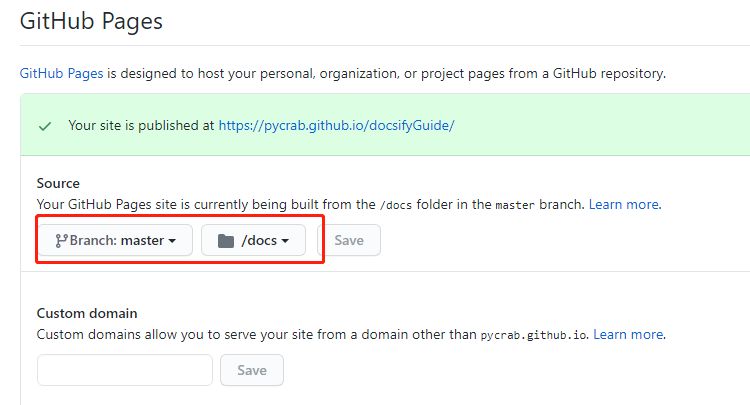 GitHub Pages
GitHub Pages is designed to host your personal, organization, or project pages from a GitHub repository.
Your site is published at https://pycrab.github.io/docsifyGuide/
Source
Your GitHub Pages site is currently being built from the /docs folder in the master branch. Learn more.
Branch: master /docs Save
Custom domain
Custom domains allow you to serve your site from a domain other than pycrab.github.io. Learn more.
Save